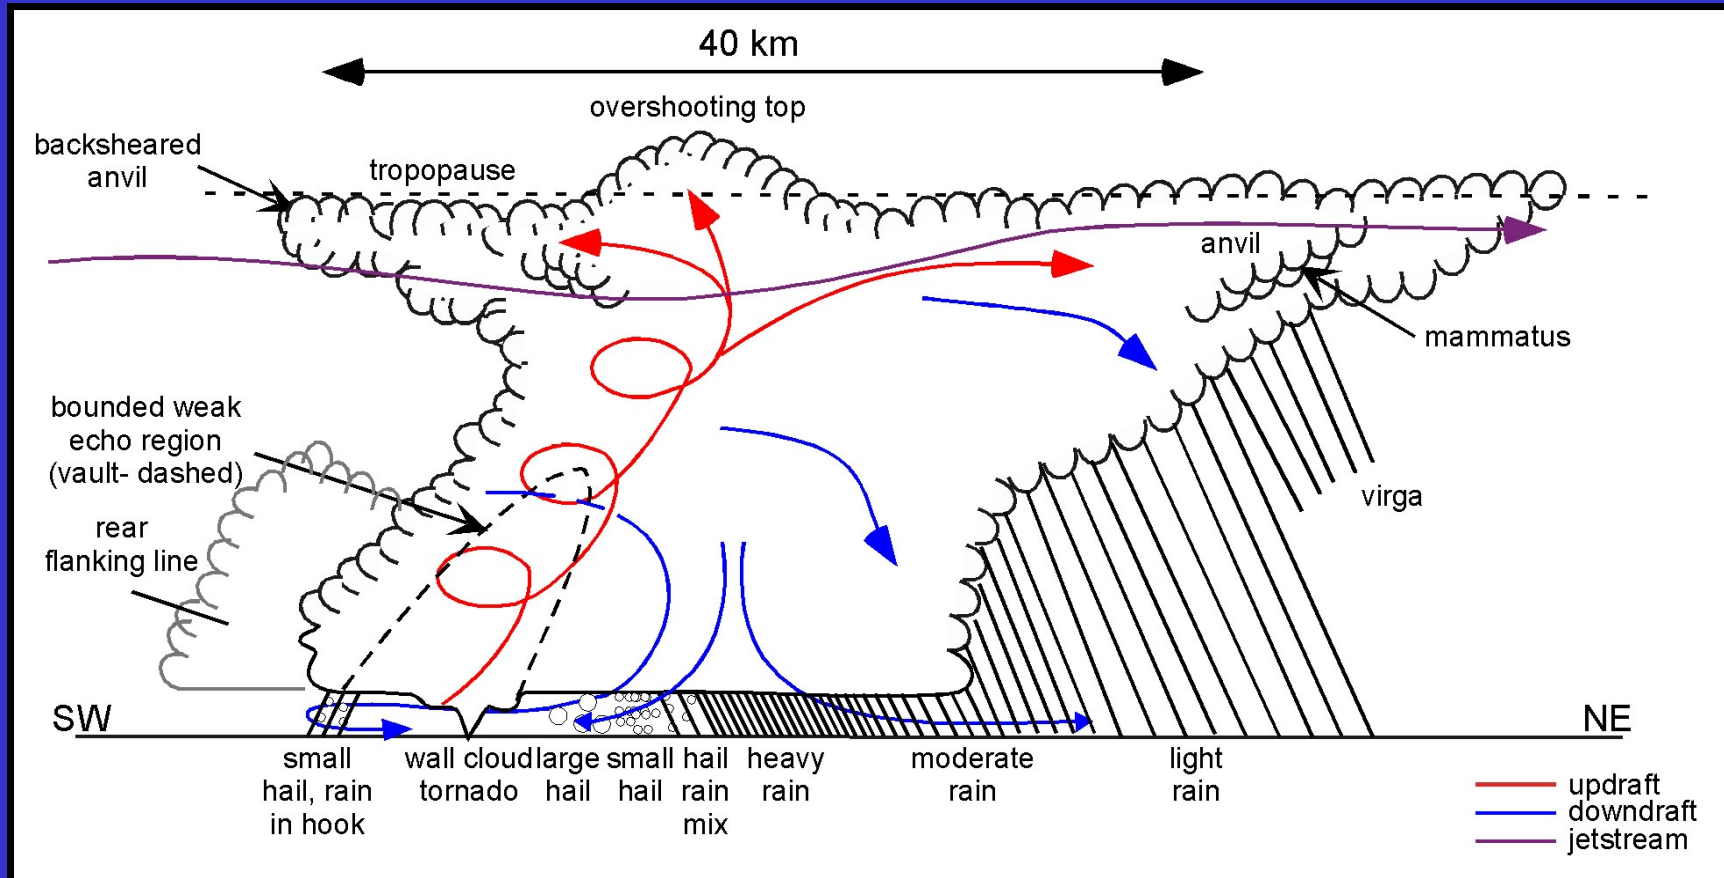 40 km
overshooting top
backsheared
anvil
tropopause
anvil
mammatus
bounded weak
echo region
(vault- dashed)
virga
rear
flanking line
SW
NE
small
hail, rain
in hook
wall cloud
tornado
large
hail
small
hail
hail
rain
mix
heavy
rain
moderate
rain
light
rain
updraft
downdraft
jetstream